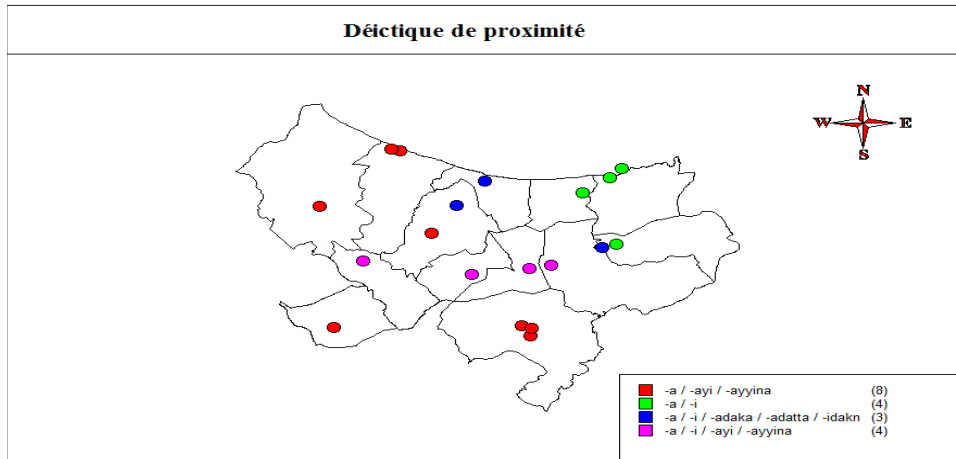 Déictique de proximité
N
W E
S
-a / -ayi / -ayyina (8)
-a / -i (4)
-a / -i / -adaka / -adatta / -idakn (3)
-a / -i / -ayi / -ayyina (4)